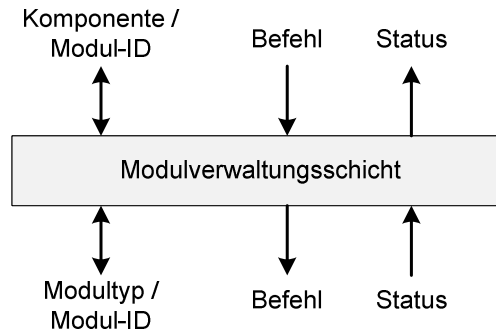 Komponente /
Modul-ID
Befehl
Status
Modulverwaltungsschicht
Modultyp /
Modul-ID
Befehl
Status